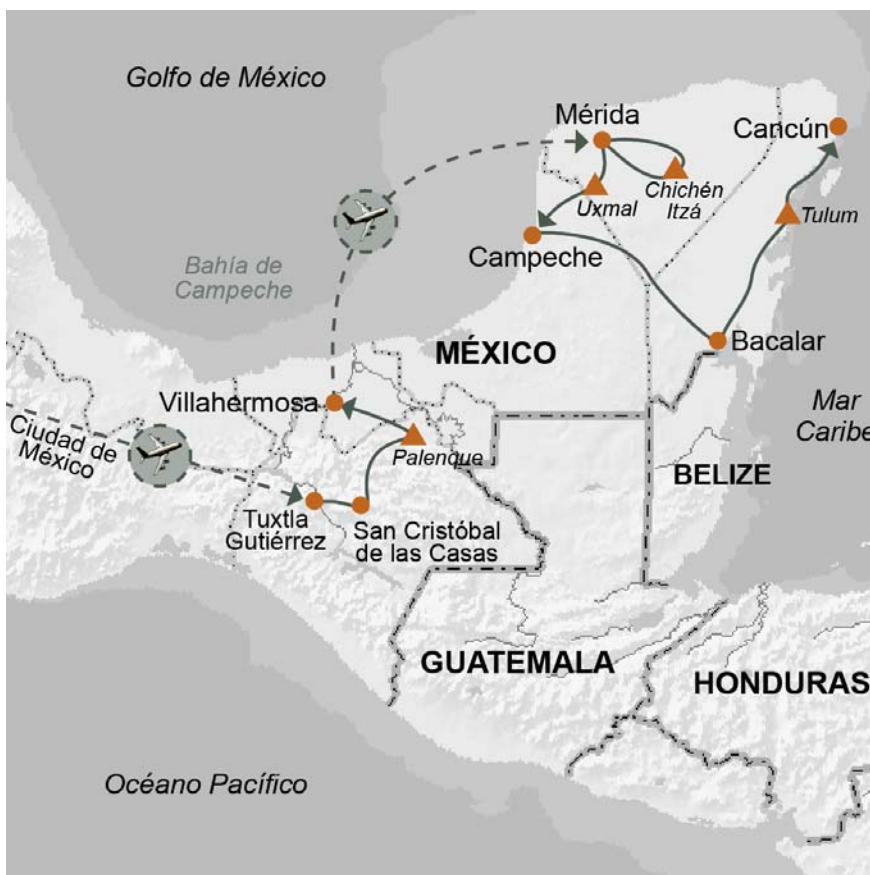 Golfo de México
Mérida
Cancún
Chichén
Itzá
Uxmal
Tulum
Campeche
Bahía de
Campeche
Bacalar
MÉXICO
Villahermosa
Mar
Caribe
Ciudad de
México
Palenque
BELIZE
Tuxtla
Gutiérrez
San Cristóbal
de las Casas
GUATEMALA
HONDURAS
Océano Pacífico